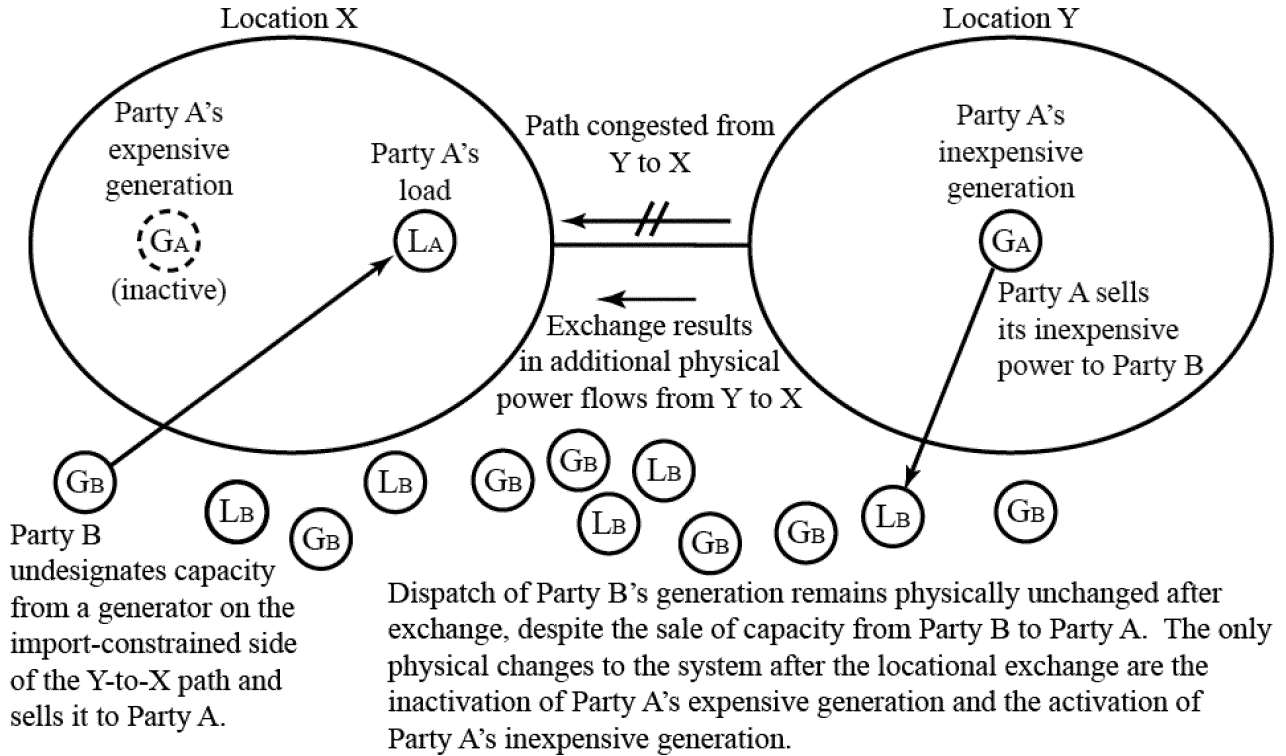 Location X
Location Y
Party A's
expensive
generation
GA
(inactive)
Party A's
load
LA
Path congested from
Y to X
Exchange results
in additional physical
power flows from Y to X
Party A's
inexpensive
generation
GA
Party A sells
its inexpensive
power to Party B
GB
LB
GB
LB
GB
GB
LB
LB
GB
GB
LB
GB
Party B
undesignates capacity
from a generator on the
import-constrained side
of the Y-to-X path and
sells it to Party A.
Dispatch of Party B's generation remains physically unchanged after
exchange, despite the sale of capacity from Party B to Party A.  The only
physical changes to the system after the locational exchange are the
inactivation of Party A's expensive generation and the activation of
Party A's inexpensive generation.